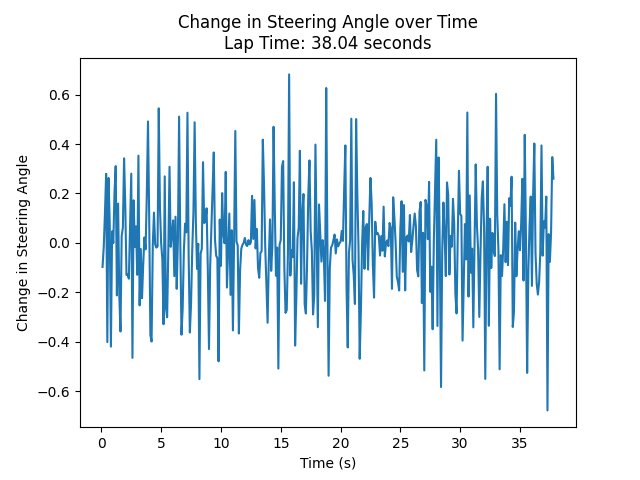 Change in Steering Angle over Time
Lap Time: 38.04 seconds
Change in Steering Angle
0.6
0.4
0.2
0.0
−0.2
−0.4
−0.6
0 5 10 15 20 25 30 35
Time (s)